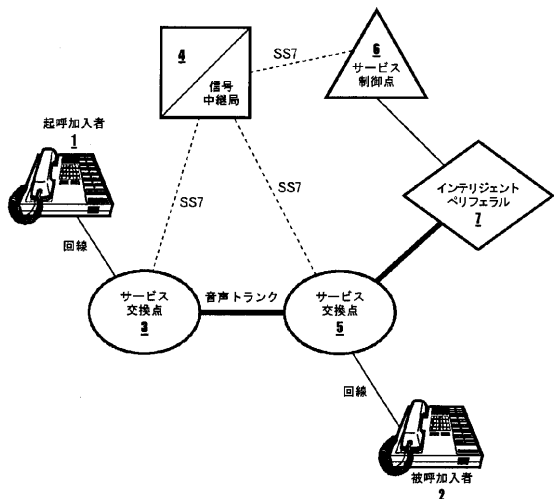 4
信号
中継局
SS7
6
サービス
制御点
起呼加入者
1
SS7
SS7
インテリジェント
ペリフェラル
7
回線
サービス
交換点
3
音声トランク
サービス
交換点
5
回線
被呼加入者
2